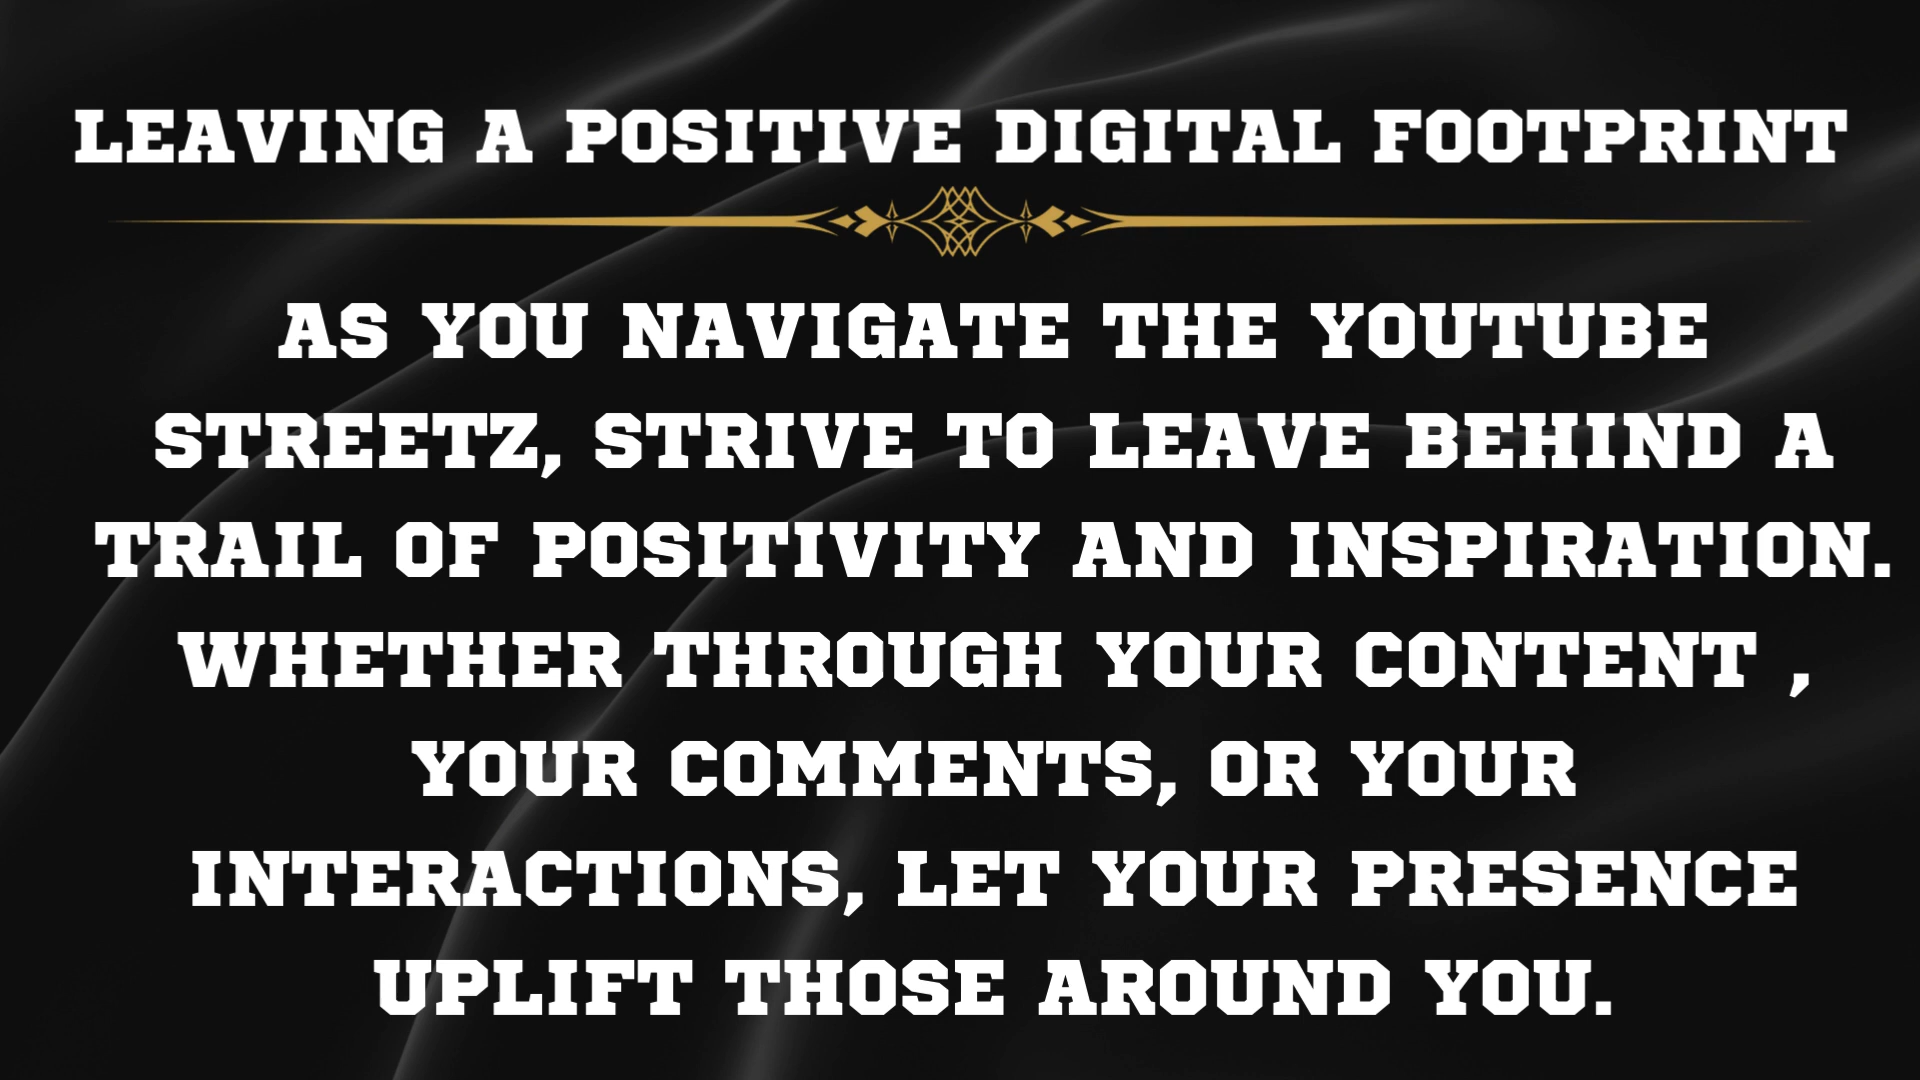 LEAVING A POSITIVE DIGITAL FOOTPRINT
AS YOU NAVIGATE THE YOUTUBE
STREETZ, STRIVE TO LEAVE BEHIND A
TRAIL OF POSITIVITY AND INSPIRATION.
WHETHER THROUGH YOUR CONTENT ,
YOUR COMMENTS, OR YOUR
INTERACTIONS, LET YOUR PRESENCE
UPLIFT THOSE AROUND YOU.